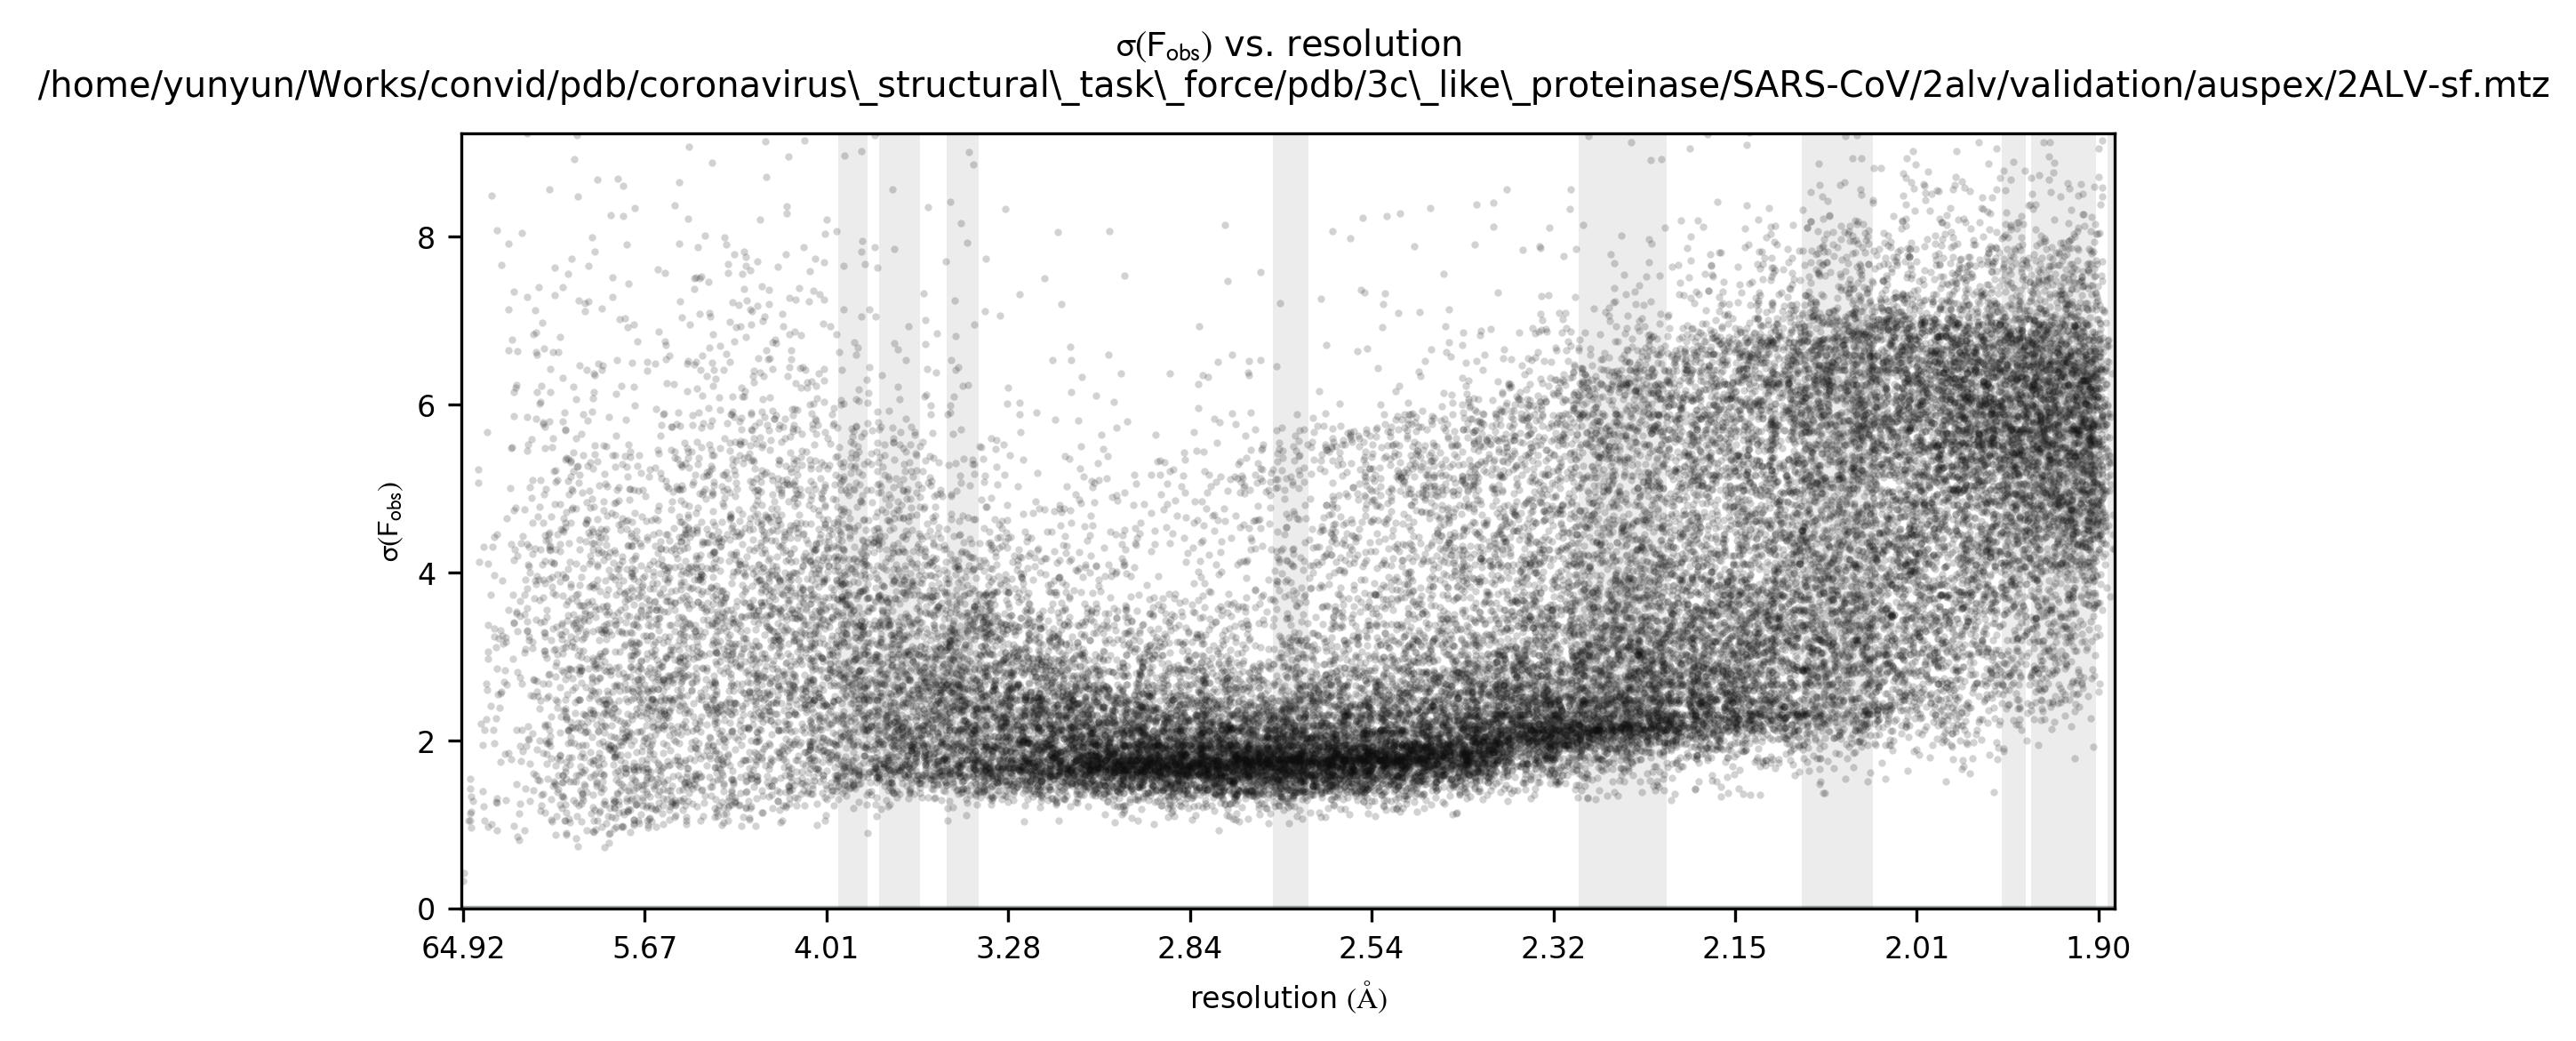 σ(Fobs) vs. resolution
/home/yunyun/Works/convid/pdb/coronavirus\_structural\_task\_force/pdb/3c\_like\_proteinase/SARS-CoV/2alv/validation/auspex/2ALV-sf.mtz
8
6
4
2
0
σ(Fobs)
64.92 5.67 4.01 3.28 2.84 2.54 2.32 2.15 2.01 1.90
resolution (Å)